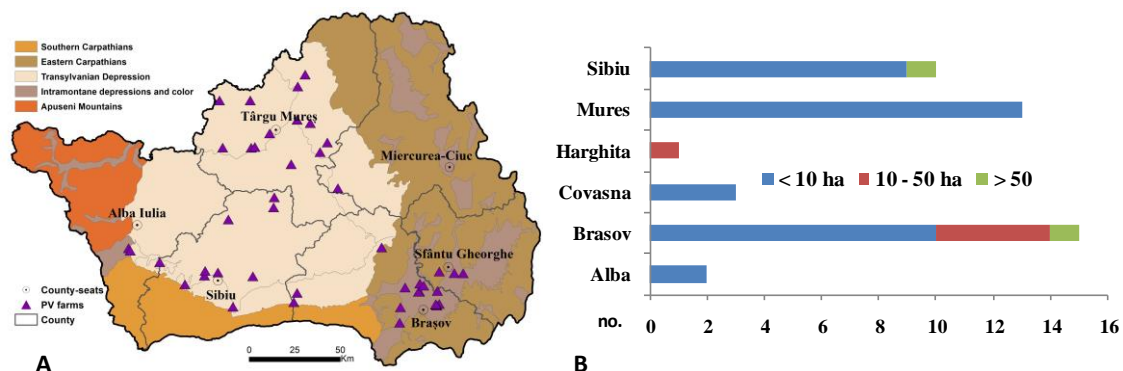 Southern Carpathians
Eastern Carpathians
Transylvanian Depression
Intramontane depressions and color
Apuseni Mountains
Târgu Mureș
Miercurea-Ciuc
Alba Iulia
Sfântu Gheorghe
Sibiu
Brașov
County-seats
PV farms
County
0 25 50
Km
A
Sibiu
Mures
Harghita
Covasna
Brasov
Alba
< 10 ha 10 - 50 ha > 50
no.
0 2 4 6 8 10 12 14 16
B